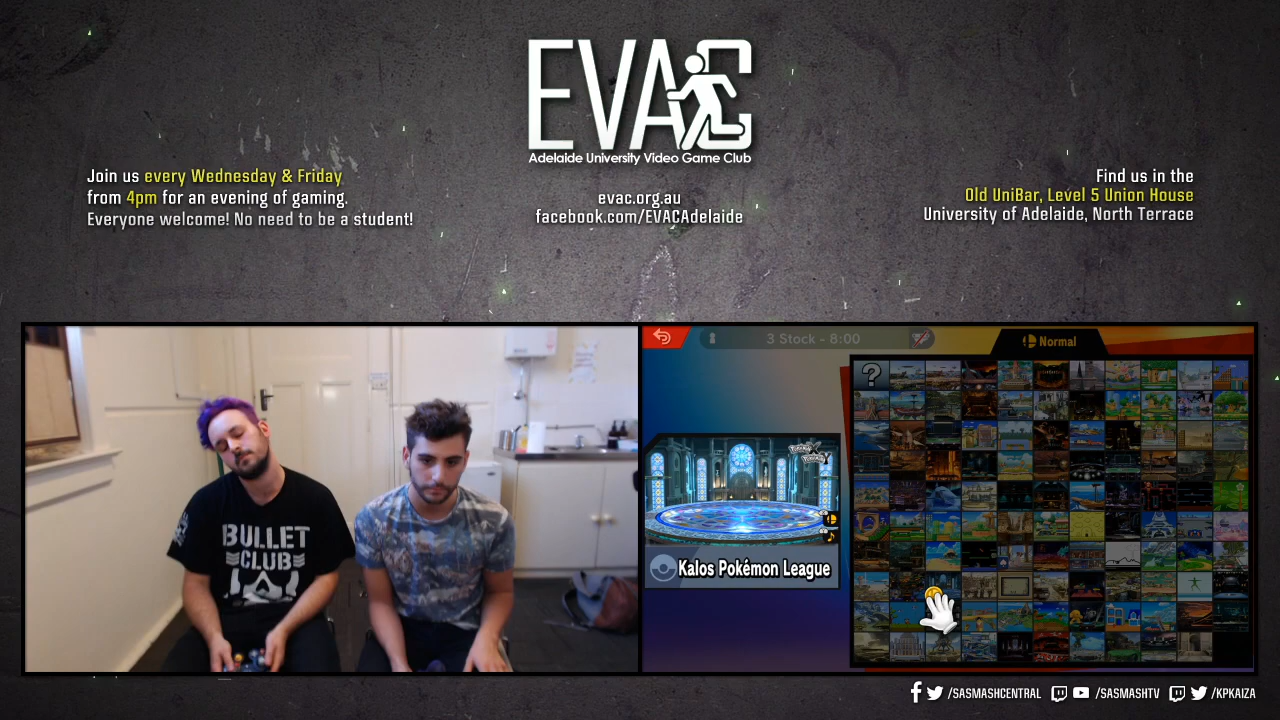 EVAC
Adelaide University Video Game Club
Join us every Wednesday & Friday
from 4pm for an evening of gaming.
Everyone welcome! No need to be a student!
evac.org.au
facebook.com/EVACAdelaide
Find us in the
Old UniBar, Level 5 Union House
University of Adelaide, North Terrace
BULLET
CLUB
3 Stock - 8:00
Normal
?
Kalos Pokémon League
/SASMASHCENTRAL
/SASMASHTV
/KPKAIZA